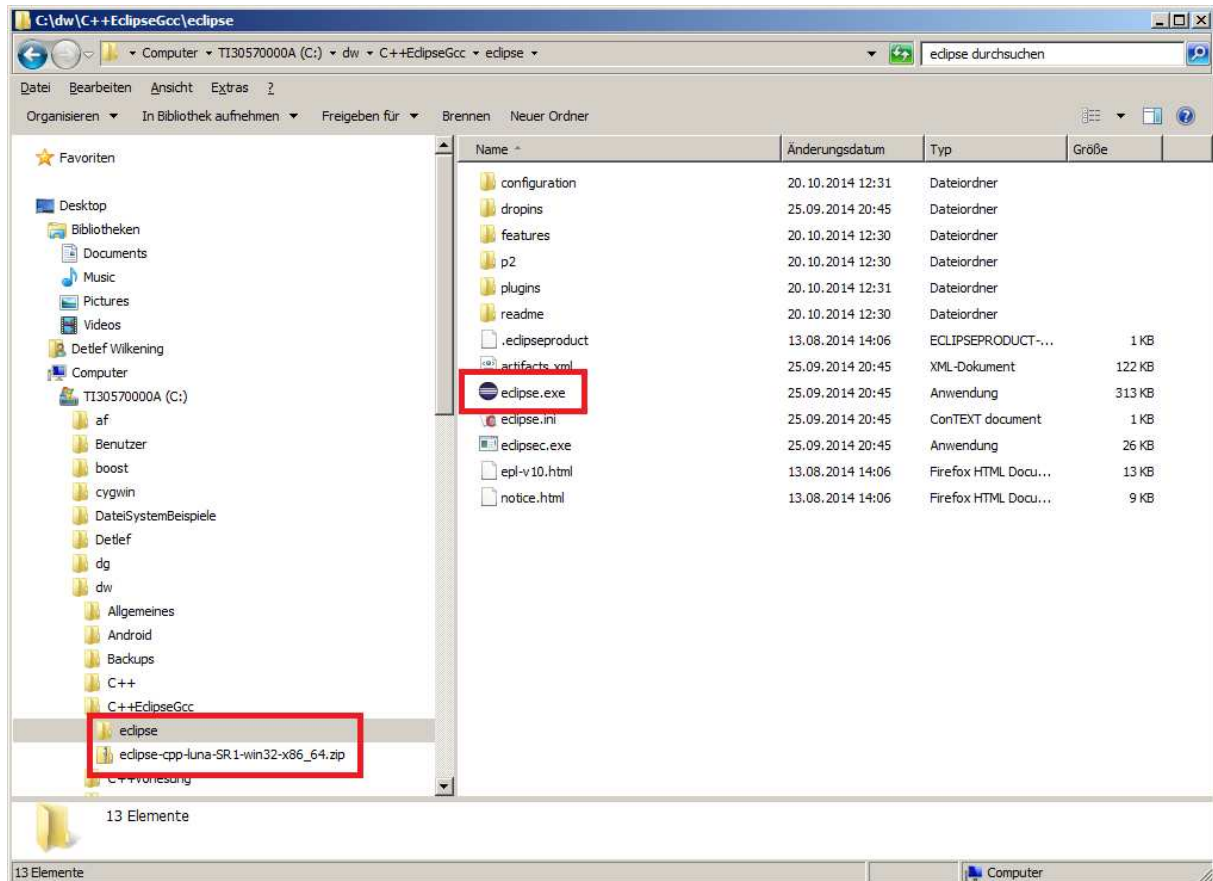 C:\dw\C++EclipseGcc\eclipse
Computer TI30570000A (C:) dw C++EclipseGcc eclipse
eclipse durchsuchen
Datei Bearbeiten Ansicht Extras ?
Organisieren In Bibliothek aufnehmen Freigeben für Brennen Neuer Ordner
Favoriten
Desktop
Bibliotheken
Documents
Music
Pictures
Videos
Detlef Wilkening
Computer
TI30570000A (C:)
af
Benutzer
boost
cygwin
DateiSystemBeispiele
Detlef
dg
dw
Allgemeines
Android
Backups
C++
C++EclipseGcc
eclipse
eclipse-cpp-luna-SR1-win32-x86_64.zip
C++Vorlesung
Name Änderungsdatum Typ Größe
configuration 20.10.2014 12:31 Dateiordner
dropins 25.09.2014 20:45 Dateiordner
features 20.10.2014 12:30 Dateiordner
p2 20.10.2014 12:30 Dateiordner
plugins 20.10.2014 12:31 Dateiordner
readme 20.10.2014 12:30 Dateiordner
.eclipseproduct 13.08.2014 14:06 ECLIPSEPRODUCT-... 1 KB
artifacts.xml 25.09.2014 20:45 XML-Dokument 122 KB
eclipse.exe 25.09.2014 20:45 Anwendung 313 KB
eclipse.ini 25.09.2014 20:45 ConTEXT document 1 KB
eclipsec.exe 25.09.2014 20:45 Anwendung 26 KB
epl-v10.html 13.08.2014 14:06 Firefox HTML Docu... 13 KB
notice.html 13.08.2014 14:06 Firefox HTML Docu... 9 KB
13 Elemente
13 Elemente Computer